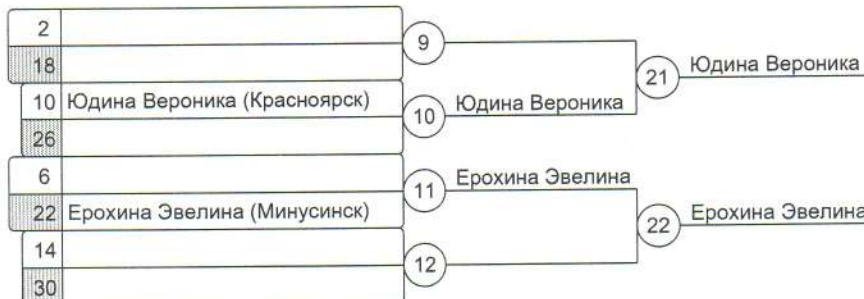 2
9
18
21 Юдина Вероника
10 Юдина Вероника (Красноярск)
10 Юдина Вероника
26
6
11 Ерохина Эвелина
22 Ерохина Эвелина (Минусинск)
22 Ерохина Эвелина
14
12
30